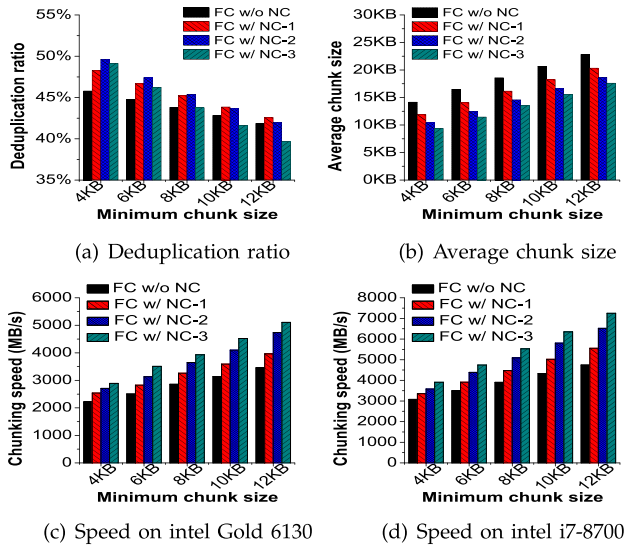 55%
50%
45%
40%
35%
Deduplication ratio
FC w/o NC
FC w/ NC-1
FC w/ NC-2
FC w/ NC-3
4KB
6KB
8KB
10KB
12KB
Minimum chunk size
(a) Deduplication ratio
30KB
25KB
20KB
15KB
10KB
5KB
0KB
Average chunk size
FC w/o NC
FC w/ NC-1
FC w/ NC-2
FC w/ NC-3
4KB
6KB
8KB
10KB
12KB
Minimum chunk size
(b) Average chunk size
6000
5000
4000
3000
2000
1000
0
Chunking speed (MB/s)
FC w/o NC
FC w/ NC-1
FC w/ NC-2
FC w/ NC-3
4KB
6KB
8KB
10KB
12KB
Minimum chunk size
(c) Speed on intel Gold 6130
8000
7000
6000
5000
4000
3000
2000
1000
0
Chunking speed (MB/s)
FC w/o NC
FC w/ NC-1
FC w/ NC-2
FC w/ NC-3
4KB
6KB
8KB
10KB
12KB
Minimum chunk size
(d) Speed on intel i7-8700